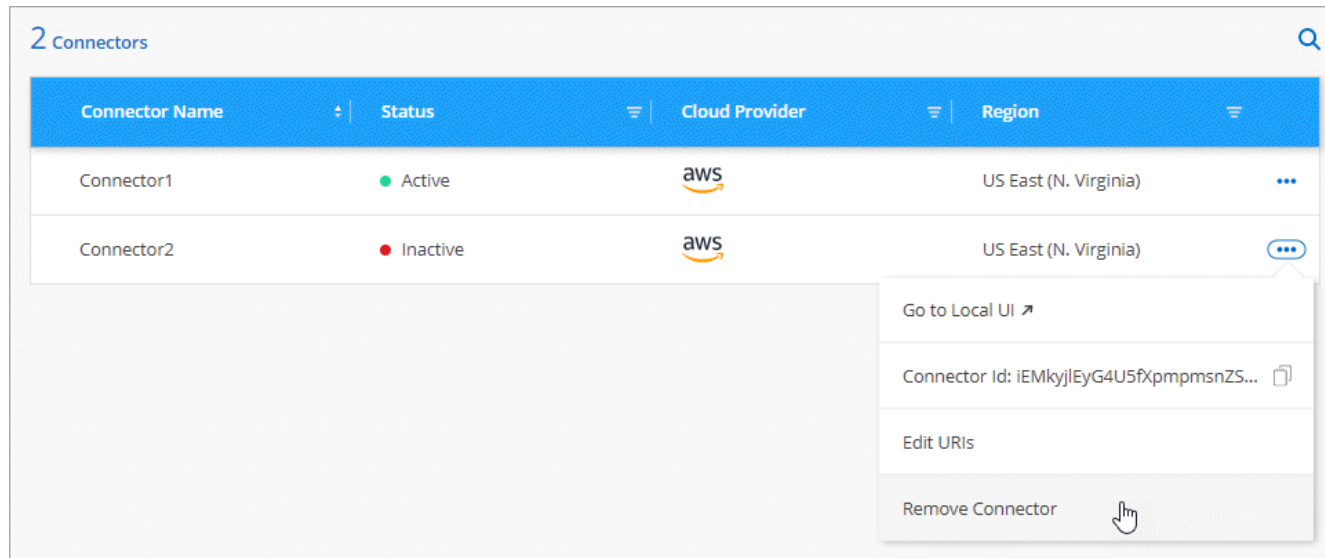 2 Connectors
Connector Name Status Cloud Provider Region
Connector1 Active aws US East (N. Virginia)
Connector2 Inactive aws US East (N. Virginia)
Go to Local UI
Connector Id: iEMkyjlEyG4U5fXpmpmsnZS...
Edit URIs
Remove Connector